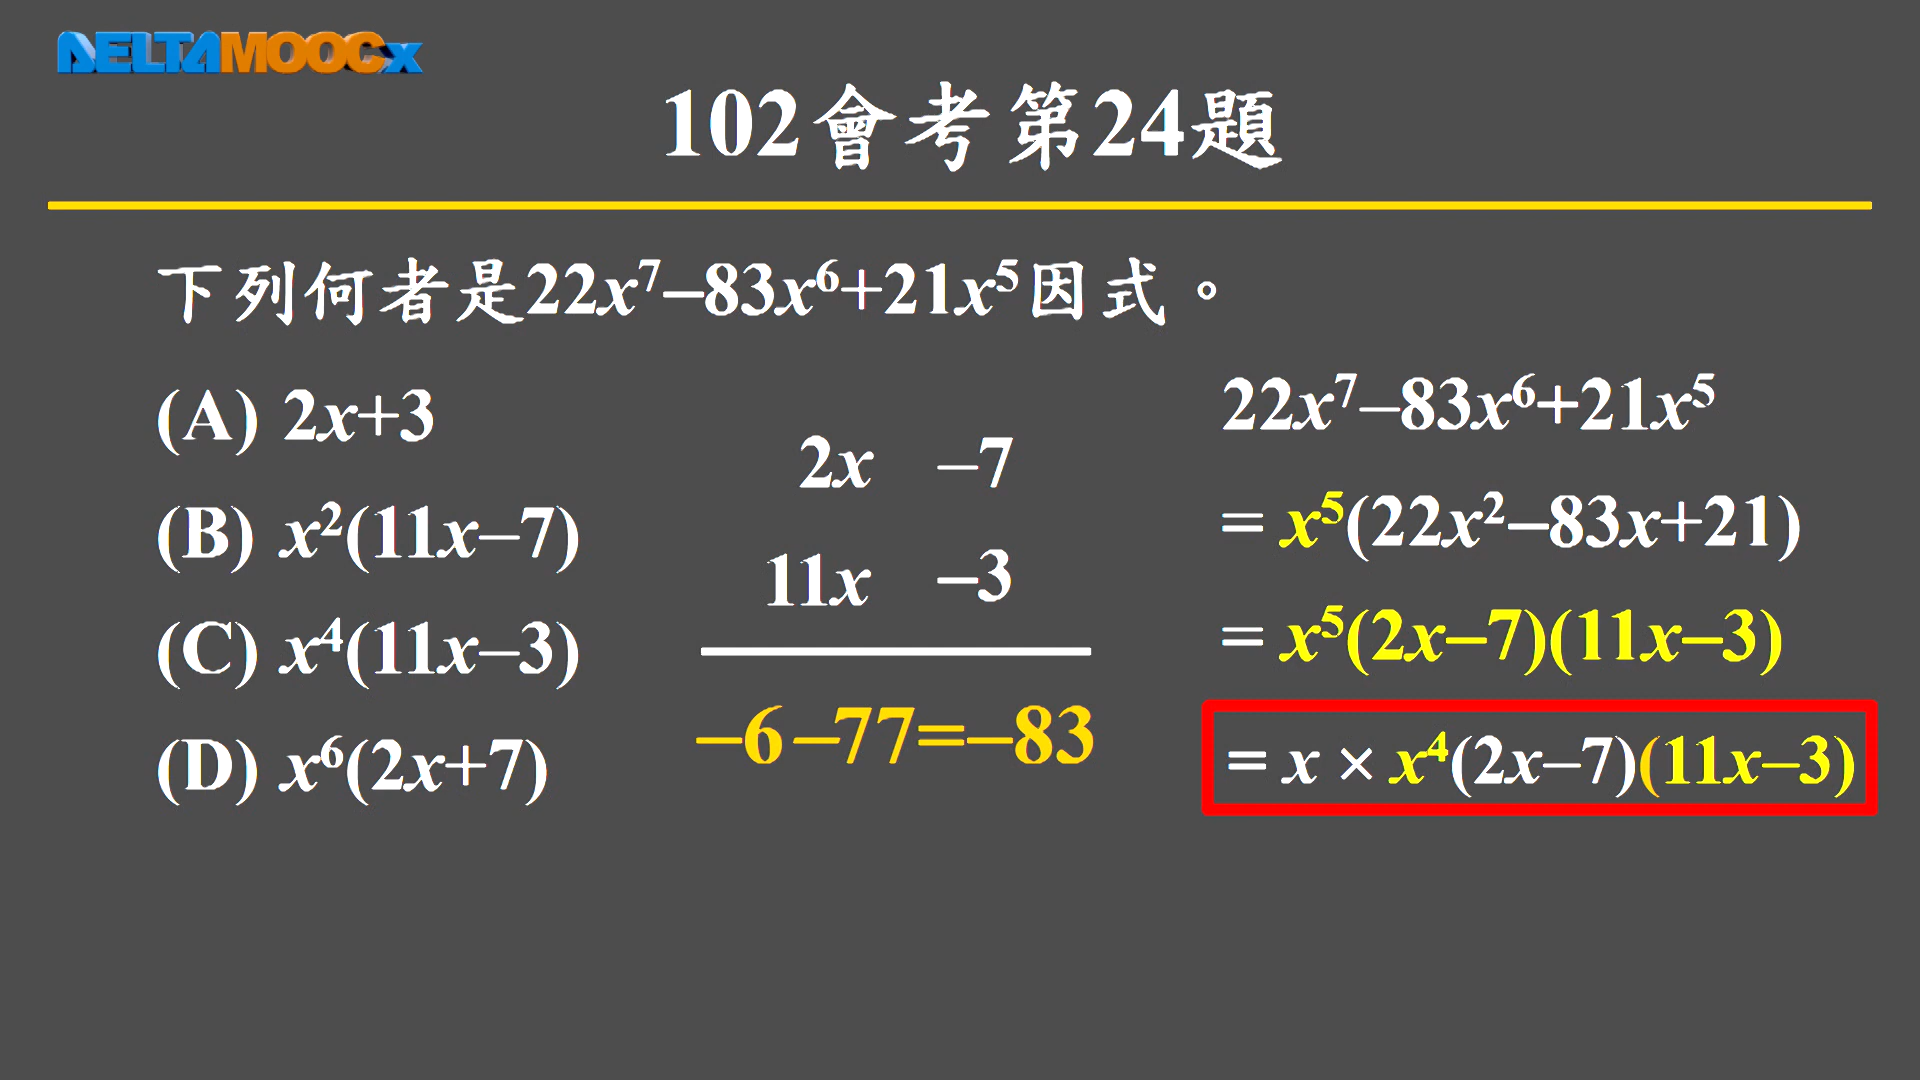 DELTAMOOCx
102會考第24題
下列何者是22x⁷–83x⁶+21x⁵因式。
(A) 2x+3
(B) x²(11x–7)
(C) x⁴(11x–3)
(D) x⁶(2x+7)
2x –7
11x –3
–6–77=–83
22x⁷–83x⁶+21x⁵
= x⁵(22x²–83x+21)
= x⁵(2x–7)(11x–3)
= x × x⁴(2x–7)(11x–3)